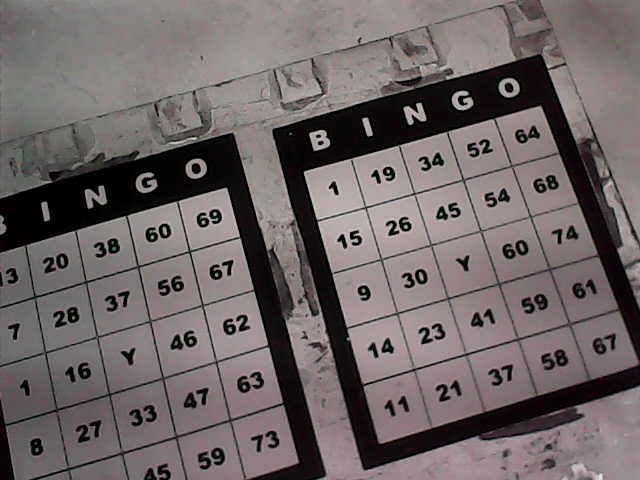 B I N G O
13 20 38 60 69
7 28 37 56 67
1 16 Y 46 62
8 27 33 47 63
45 59 73
B I N G O
1 19 34 52 64
15 26 45 54 68
9 30 Y 60 74
14 23 41 59 61
11 21 37 58 67